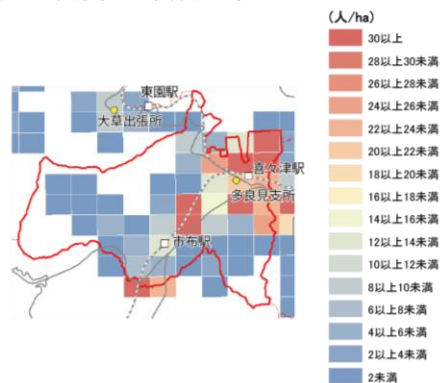 (人/ha)
30以上
28以上30未満
26以上28未満
24以上26未満
22以上24未満
20以上22未満
18以上20未満
16以上18未満
14以上16未満
12以上14未満
10以上12未満
8以上10未満
6以上8未満
4以上6未満
2以上4未満
2未満
東園駅
大草出張所
喜々津駅
多良見支所
市布駅